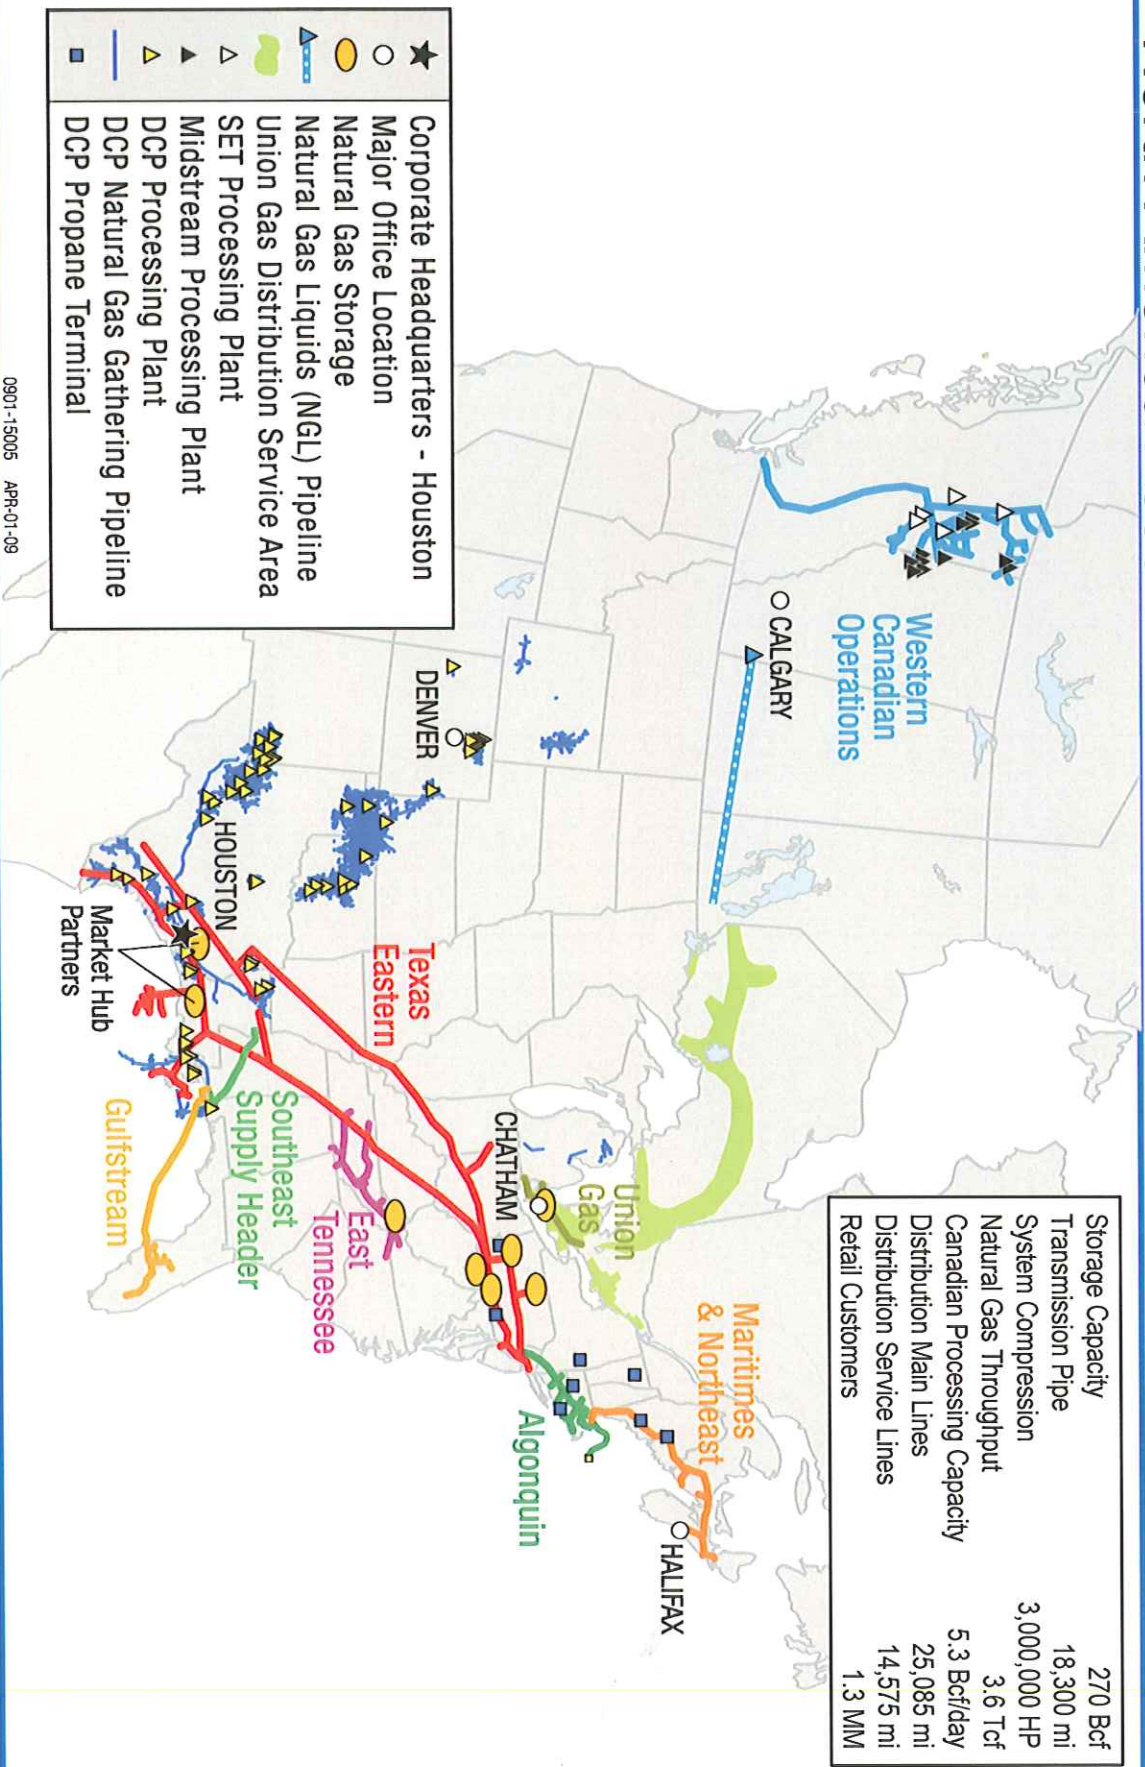 Storage Capacity 270 Bcf
Transmission Pipe 18,300 mi
System Compression 3,000,000 HP
Natural Gas Throughput 3.6 Tcf
Canadian Processing Capacity 5.3 Bcf/day
Distribution Main Lines 25,085 mi
Distribution Service Lines 14,575 mi
Retail Customers 1.3 MM
Western
Canadian
Operations
CALGARY
Maritimes
& Northeast
HALIFAX
Union
Gas
CHATHAM
Algonquin
DENVER
Texas
Eastern
East
Tennessee
HOUSTON
Southeast
Supply Header
Market Hub
Partners
Gulfstream
Corporate Headquarters - Houston
Major Office Location
Natural Gas Storage
Natural Gas Liquids (NGL) Pipeline
Union Gas Distribution Service Area
SET Processing Plant
Midstream Processing Plant
DCP Processing Plant
DCP Natural Gas Gathering Pipeline
DCP Propane Terminal
0901-15005 APR-01-09